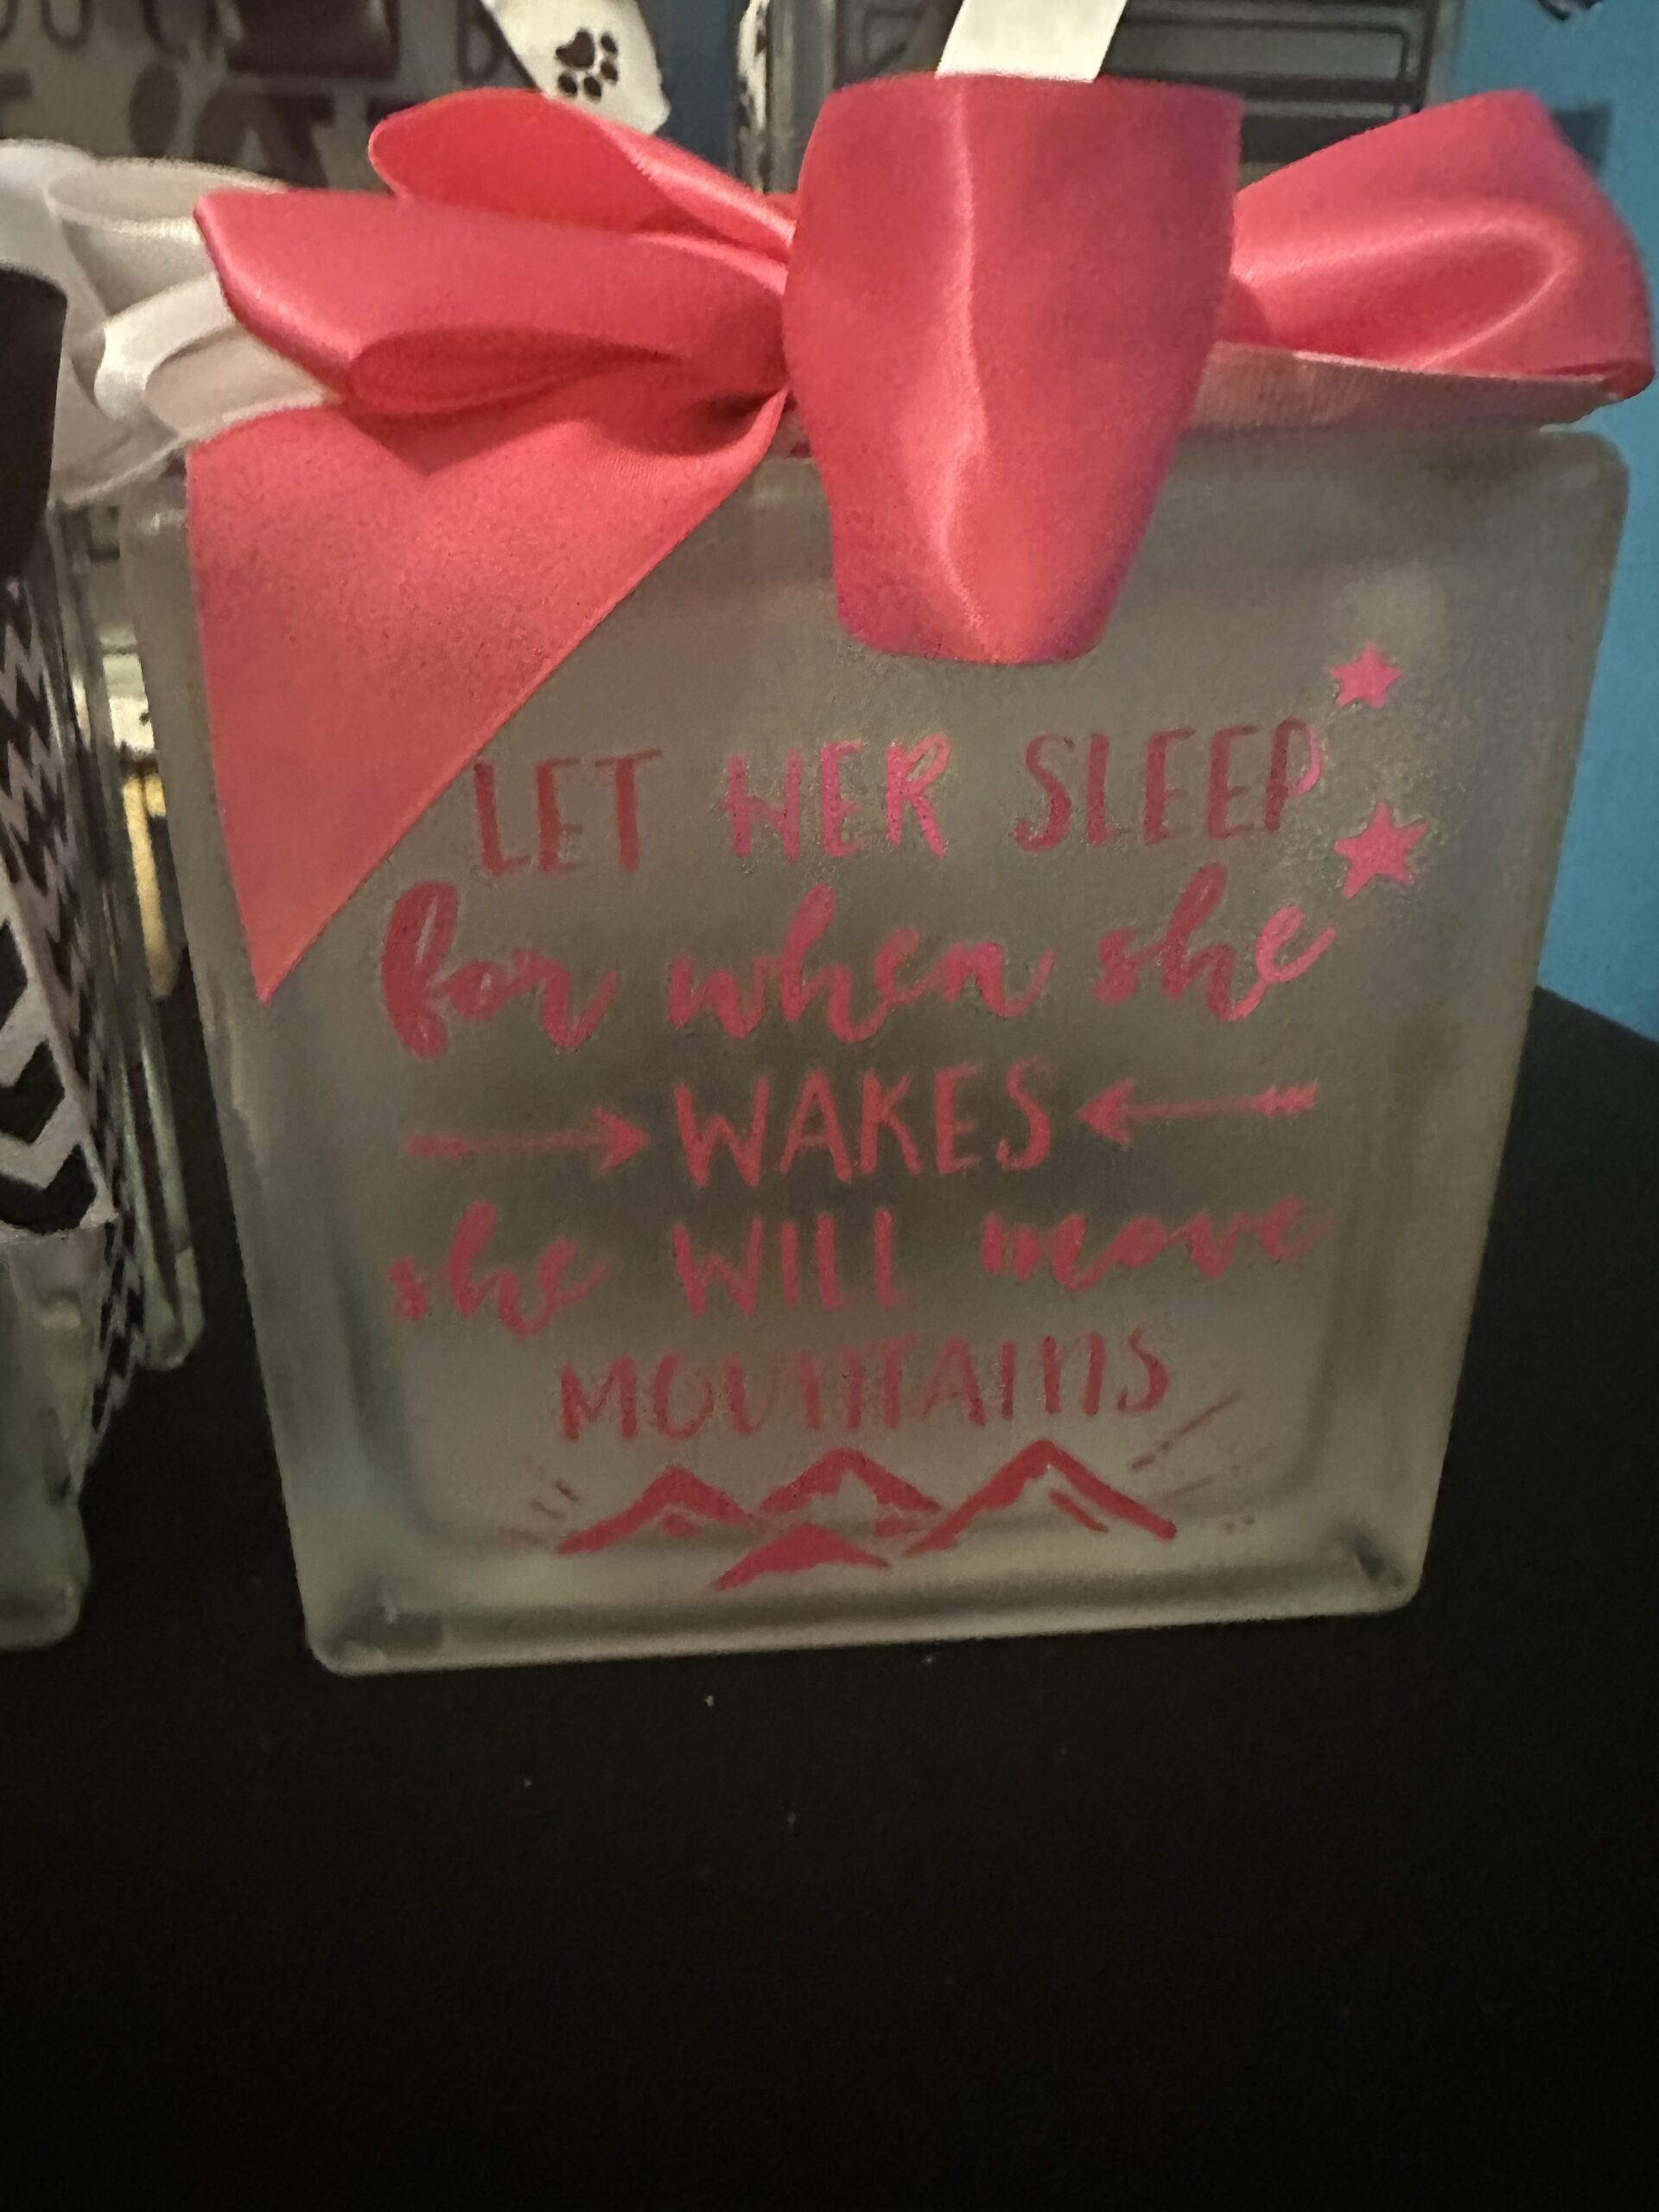 LET HER SLEEP
for when she
WAKES
she WILL move
MOUNTAINS